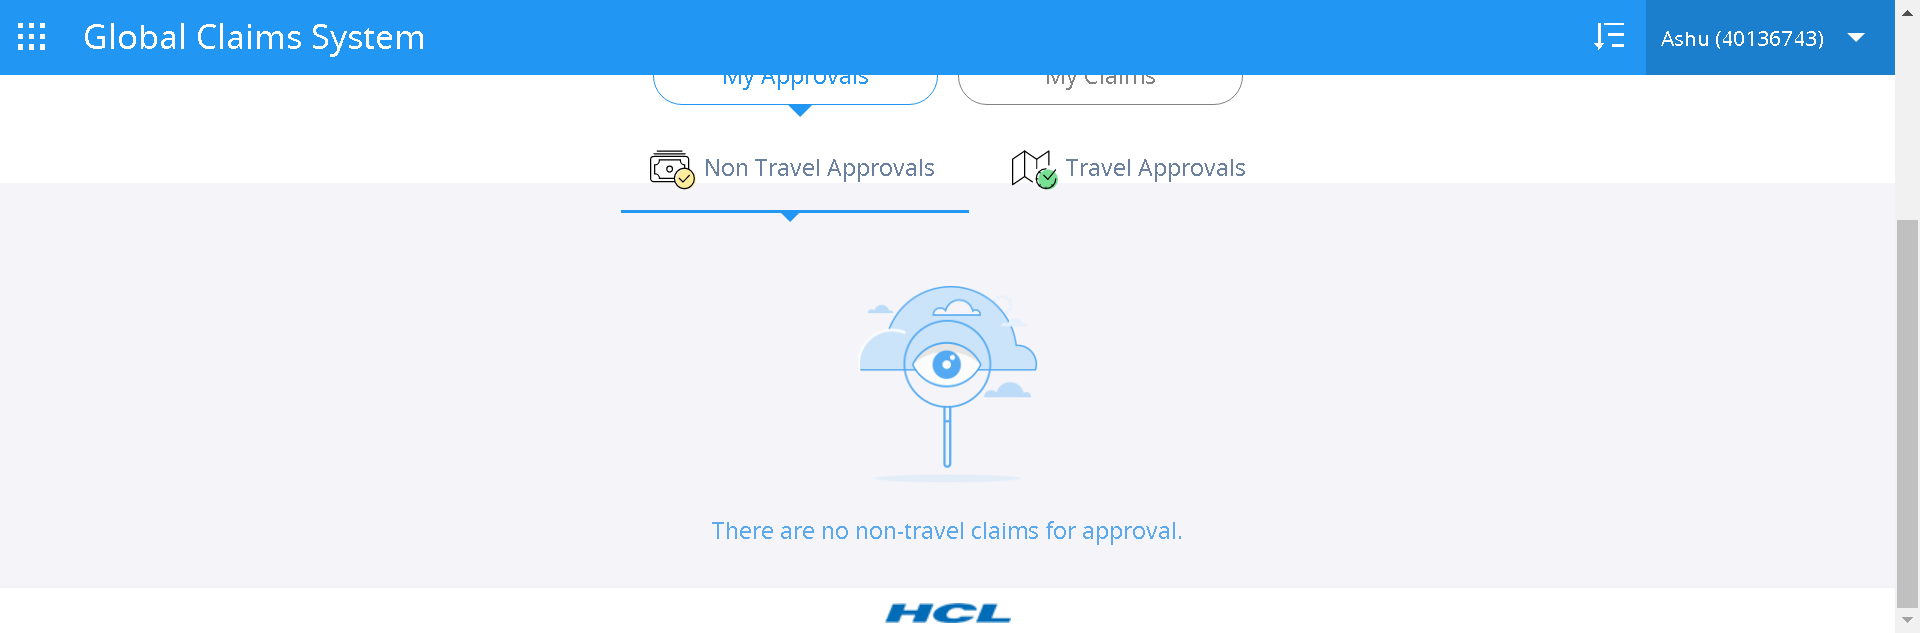 Global Claims System
Ashu (40136743)
My Approvals
My Claims
Non Travel Approvals
Travel Approvals
There are no non-travel claims for approval.
HCL